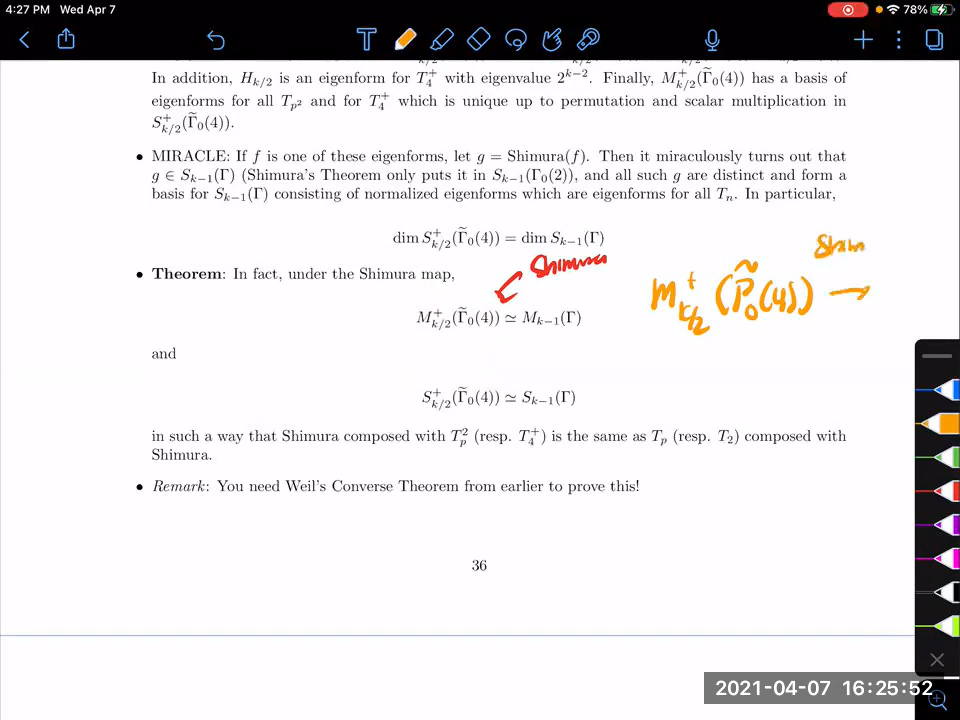 4:27 PM Wed Apr 7
78%
In addition, H_{k/2} is an eigenform for T_4^+ with eigenvalue 2^{k−2}. Finally, M_{k/2}^+(Γ̃_0(4)) has a basis of
eigenforms for all T_{p^2} and for T_4^+ which is unique up to permutation and scalar multiplication in
S_{k/2}^+(Γ̃_0(4)).
• MIRACLE: If f is one of these eigenforms, let g = Shimura(f). Then it miraculously turns out that
g ∈ S_{k−1}(Γ) (Shimura's Theorem only puts it in S_{k−1}(Γ_0(2)), and all such g are distinct and form a
basis for S_{k−1}(Γ) consisting of normalized eigenforms which are eigenforms for all T_n. In particular,
dim S_{k/2}^+(Γ̃_0(4)) = dim S_{k−1}(Γ)
Shim
• Theorem: In fact, under the Shimura map,
Shimura
M_{k/2}^+(Γ̃_0(4)) →
M_{k/2}^+(Γ̃_0(4)) ≃ M_{k−1}(Γ)
and
S_{k/2}^+(Γ̃_0(4)) ≃ S_{k−1}(Γ)
in such a way that Shimura composed with T_p^2 (resp. T_4^+) is the same as T_p (resp. T_2) composed with
Shimura.
• Remark: You need Weil's Converse Theorem from earlier to prove this!
36
2021-04-07 16:25:52